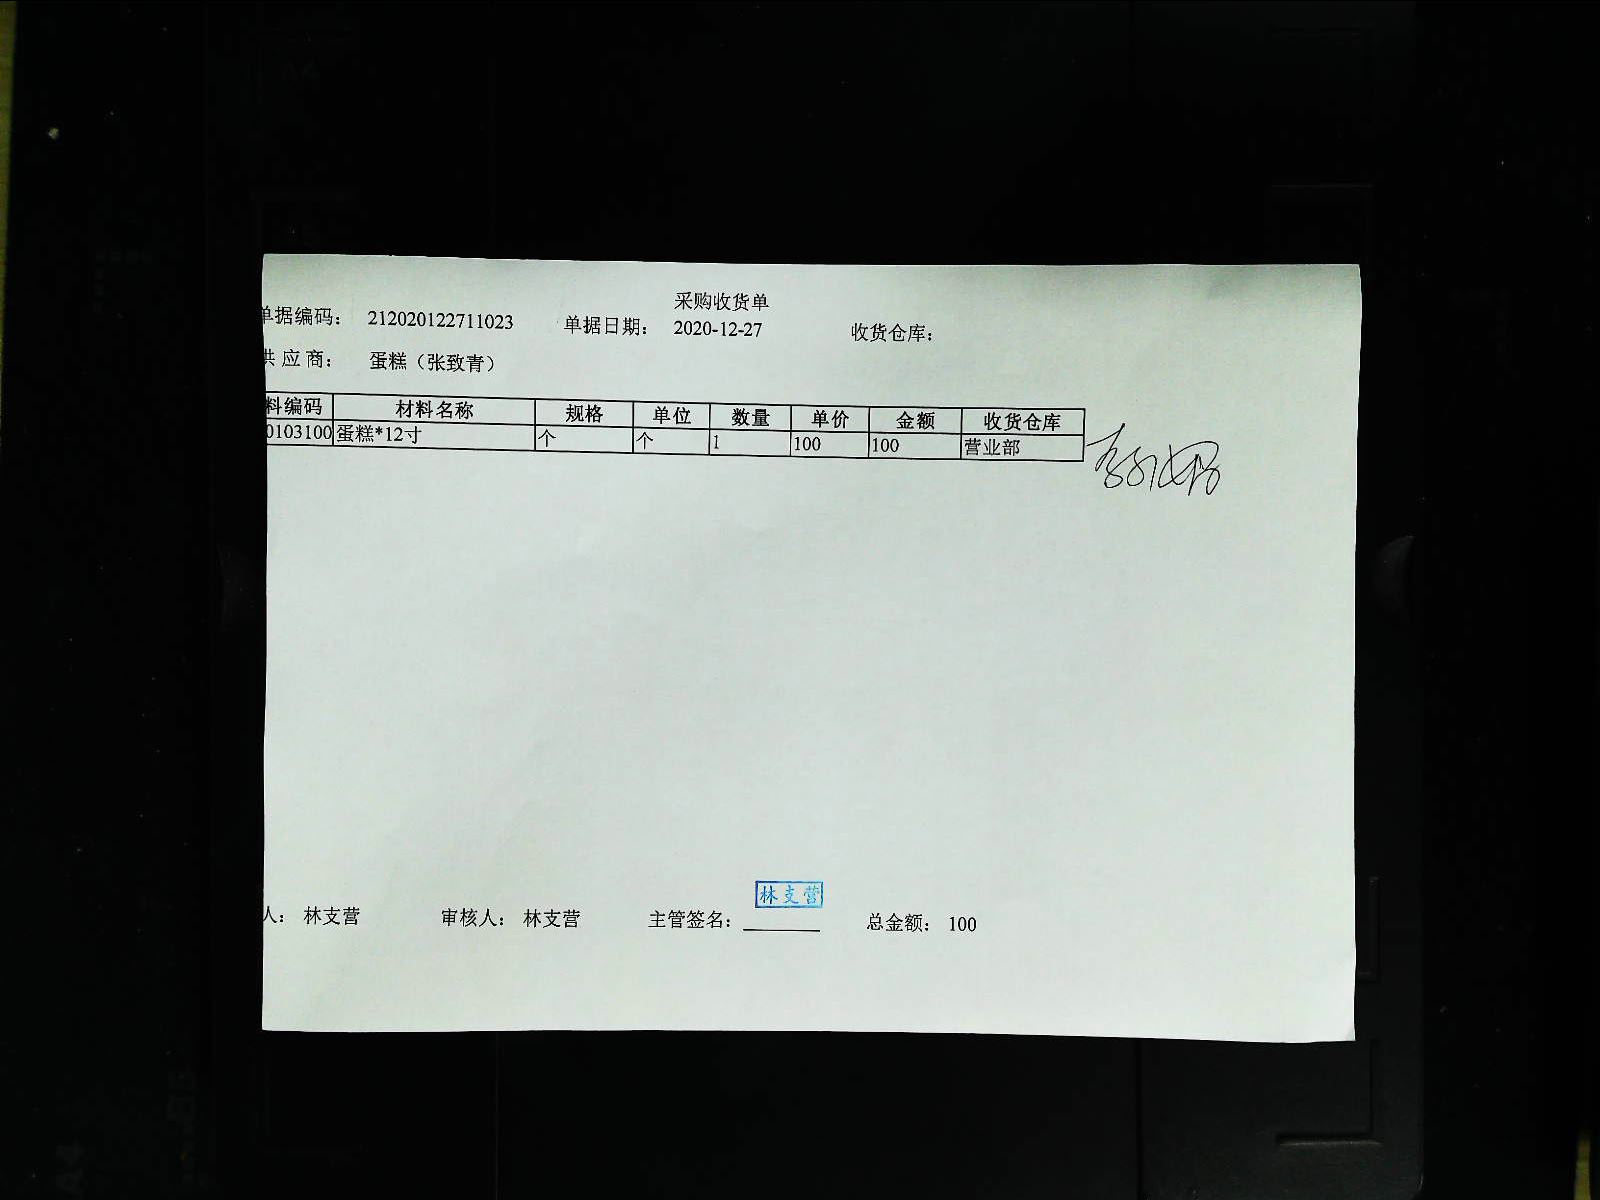 采购收货单
单据编码： 212020122711023 单据日期： 2020-12-27 收货仓库：
供 应 商： 蛋糕（张致青）
料编码 材料名称 规格 单位 数量 单价 金额 收货仓库
0103100 蛋糕*12寸 个 个 1 100 100 营业部
林支营
人： 林支营 审核人： 林支营 主管签名： 总金额： 100